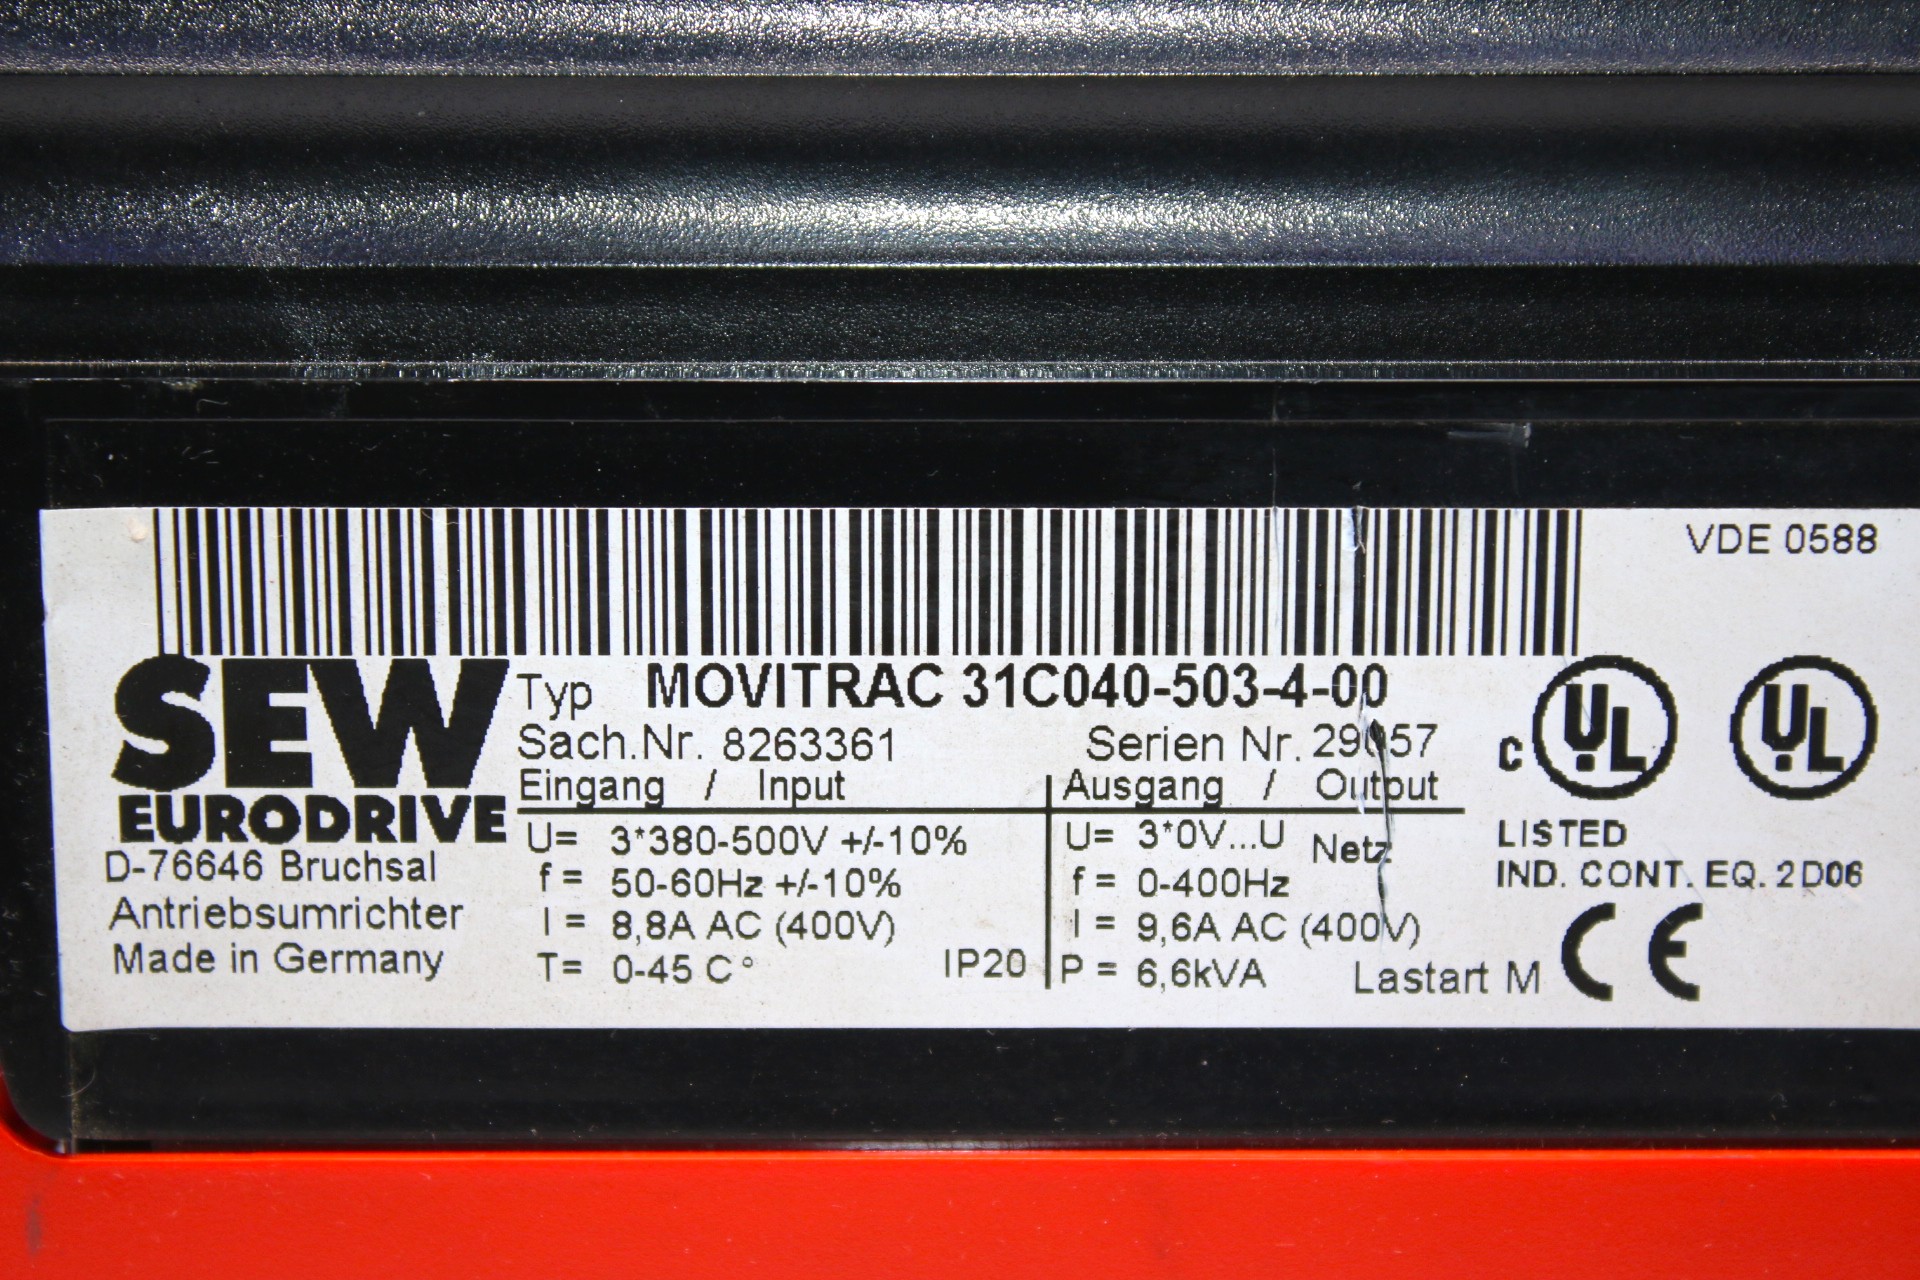 VDE 0588
SEW
EURODRIVE
D-76646 Bruchsal
Antriebsumrichter
Made in Germany
Typ MOVITRAC 31C040-503-4-00
Sach.Nr. 8263361 Serien Nr.
Eingang / Input Ausgang / Output
U= 3*380-500V +/-10% U= 3*0V...U Netz
f= 50-60Hz +/-10% f= 0-400Hz
I= 8,8A AC (400V) I= 9,6A AC (400V)
T= 0-45 C° IP20 P= 6,6kVA Lastart M
c UL UL
LISTED
IND. CONT. EQ. 2D06
CE